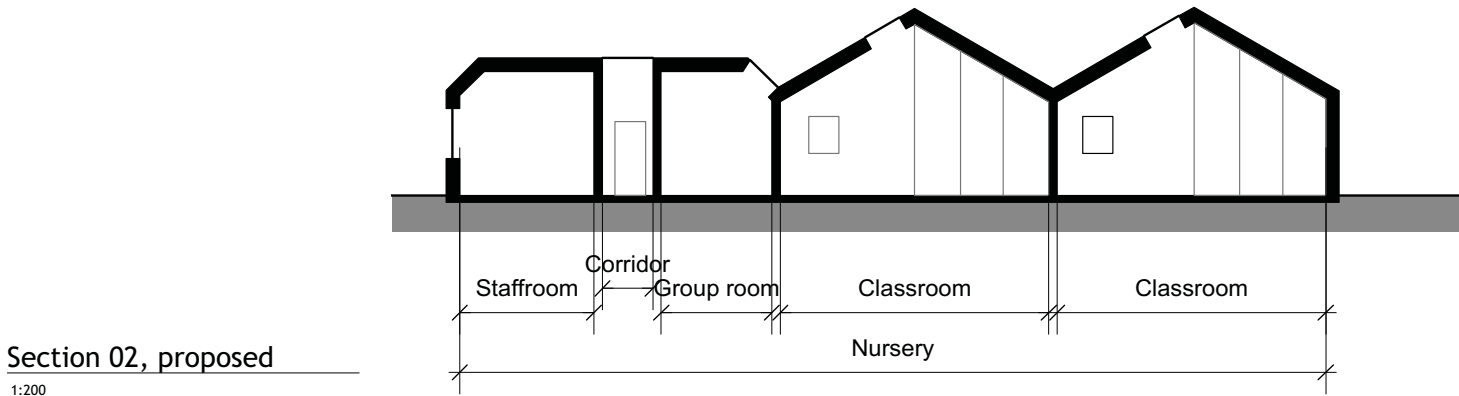 Corridor
Staffroom
Group room
Classroom
Classroom
Nursery
Section 02, proposed
1:200